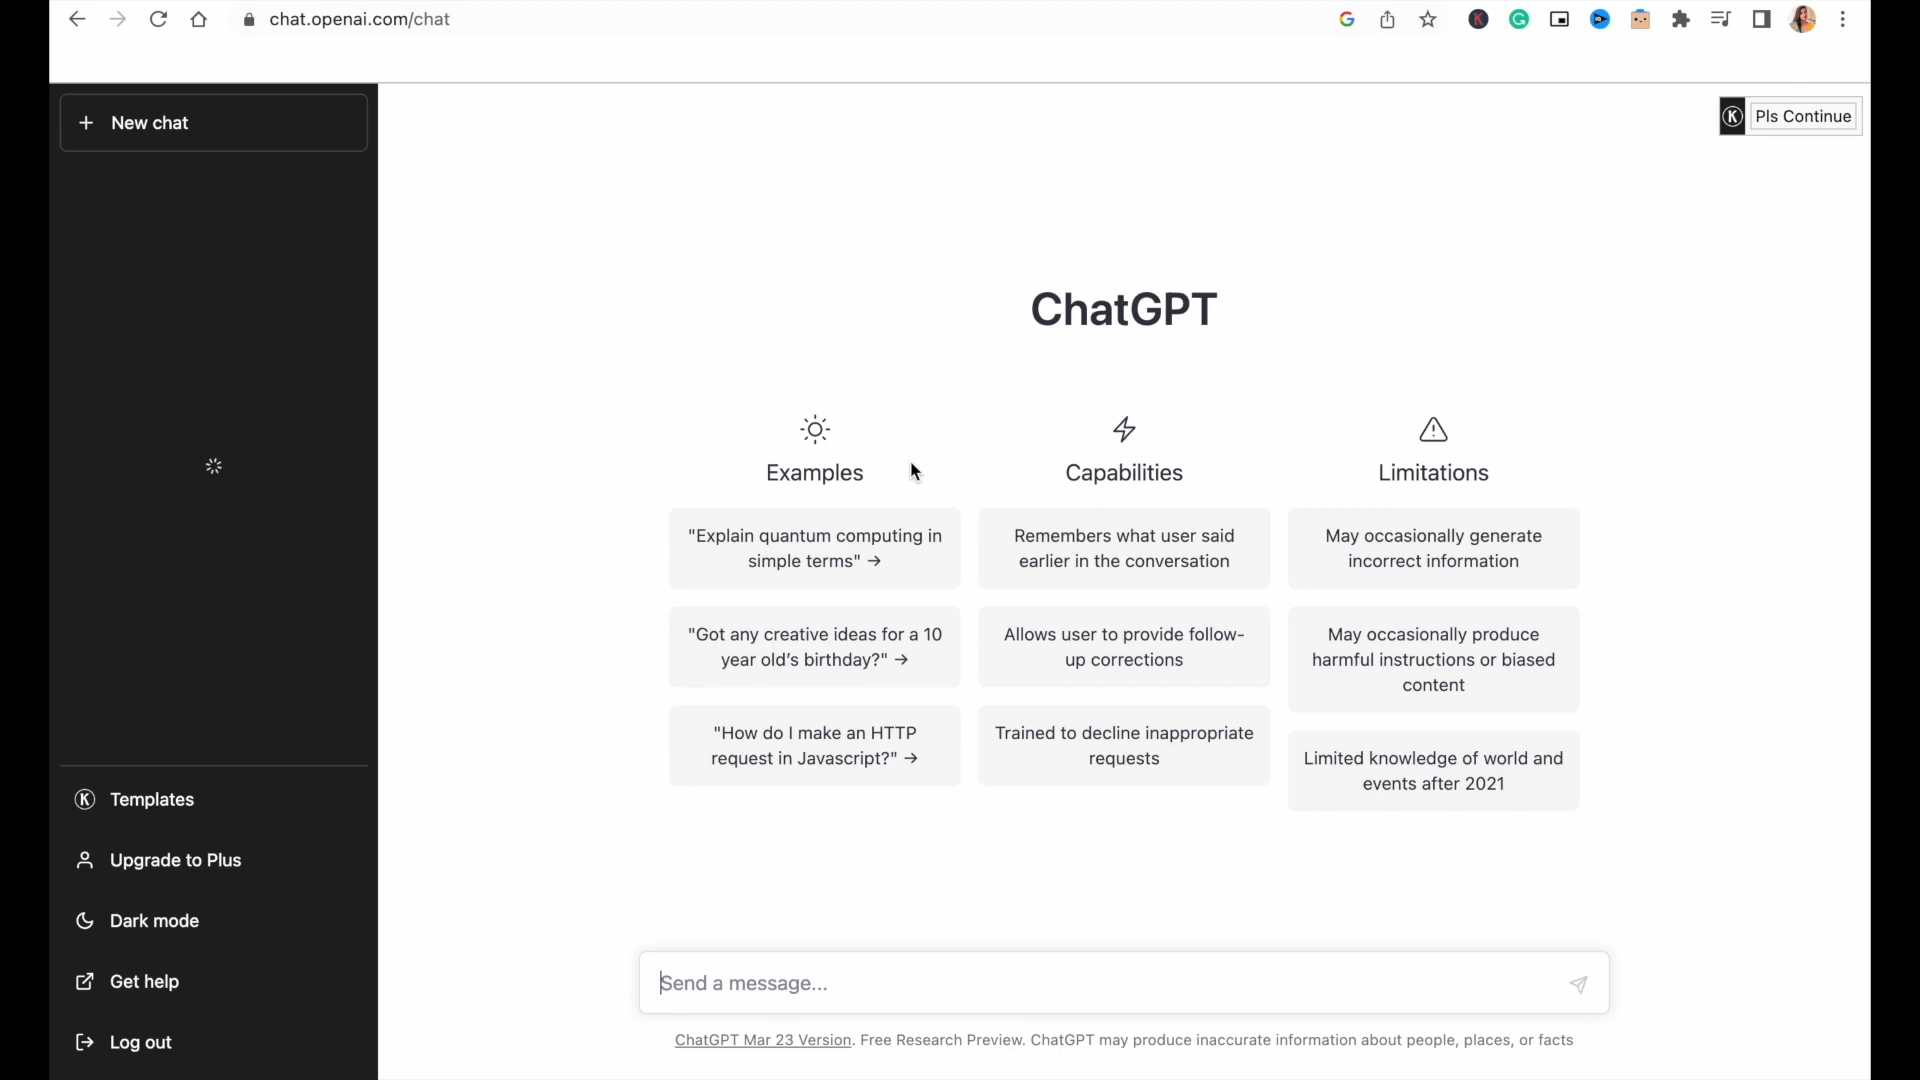 chat.openai.com/chat
New chat
K Pls Continue
ChatGPT
Examples
Capabilities
Limitations
"Explain quantum computing in
simple terms" →
Remembers what user said
earlier in the conversation
May occasionally generate
incorrect information
"Got any creative ideas for a 10
year old's birthday?" →
Allows user to provide follow-
up corrections
May occasionally produce
harmful instructions or biased
content
"How do I make an HTTP
request in Javascript?" →
Trained to decline inappropriate
requests
Limited knowledge of world and
events after 2021
K Templates
Upgrade to Plus
Dark mode
Get help
Log out
Send a message...
ChatGPT Mar 23 Version. Free Research Preview. ChatGPT may produce inaccurate information about people, places, or facts